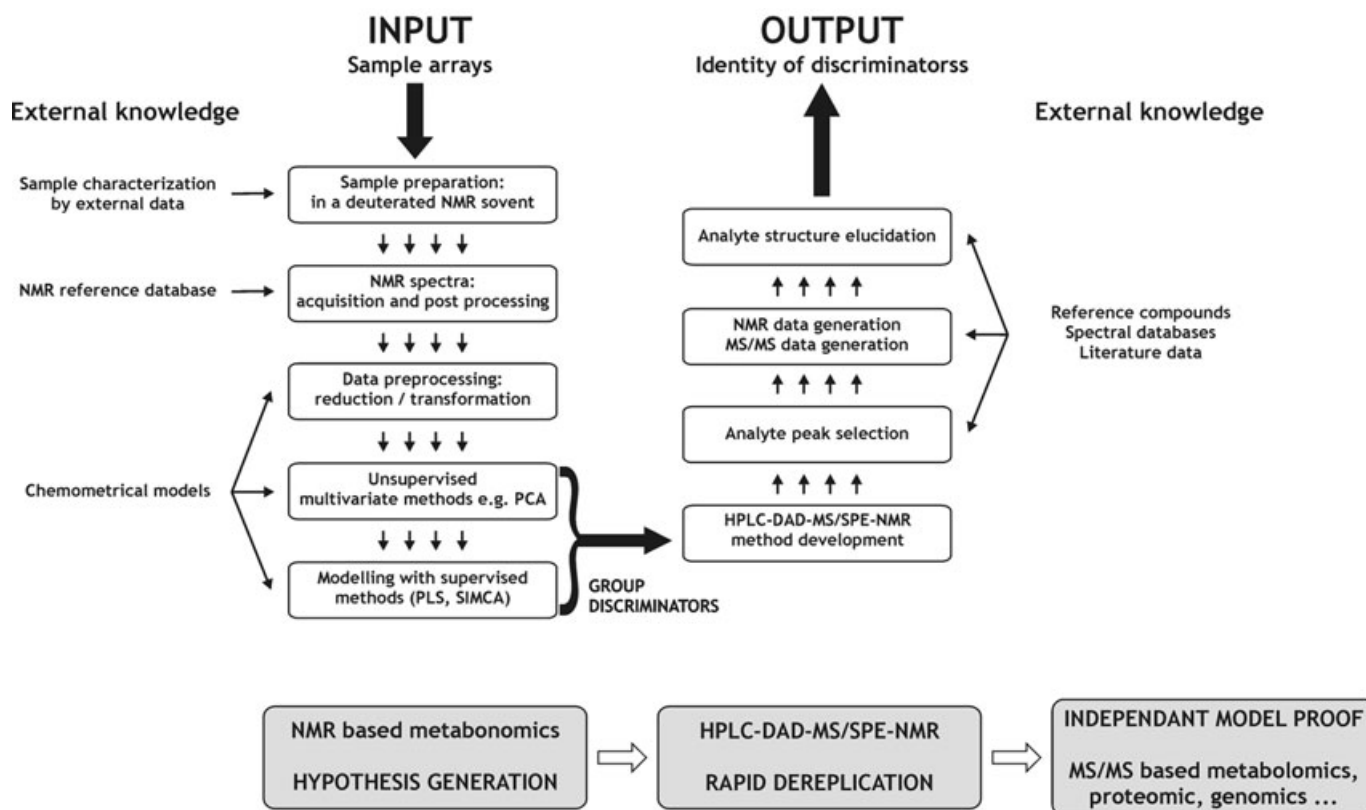 INPUT
Sample arrays
External knowledge
Sample characterization
by external data
Sample preparation:
in a deuterated NMR sovent
NMR reference database
NMR spectra:
acquisition and post processing
Data preprocessing:
reduction / transformation
Chemometrical models
Unsupervised
multivariate methods e.g. PCA
Modelling with supervised
methods (PLS, SIMCA)
GROUP
DISCRIMINATORS
OUTPUT
Identity of discriminatorss
External knowledge
Analyte structure elucidation
NMR data generation
MS/MS data generation
Reference compounds
Spectral databases
Literature data
Analyte peak selection
HPLC-DAD-MS/SPE-NMR
method development
NMR based metabonomics
HYPOTHESIS GENERATION
HPLC-DAD-MS/SPE-NMR
RAPID DEREPLICATION
INDEPENDANT MODEL PROOF
MS/MS based metabolomics,
proteomic, genomics ...